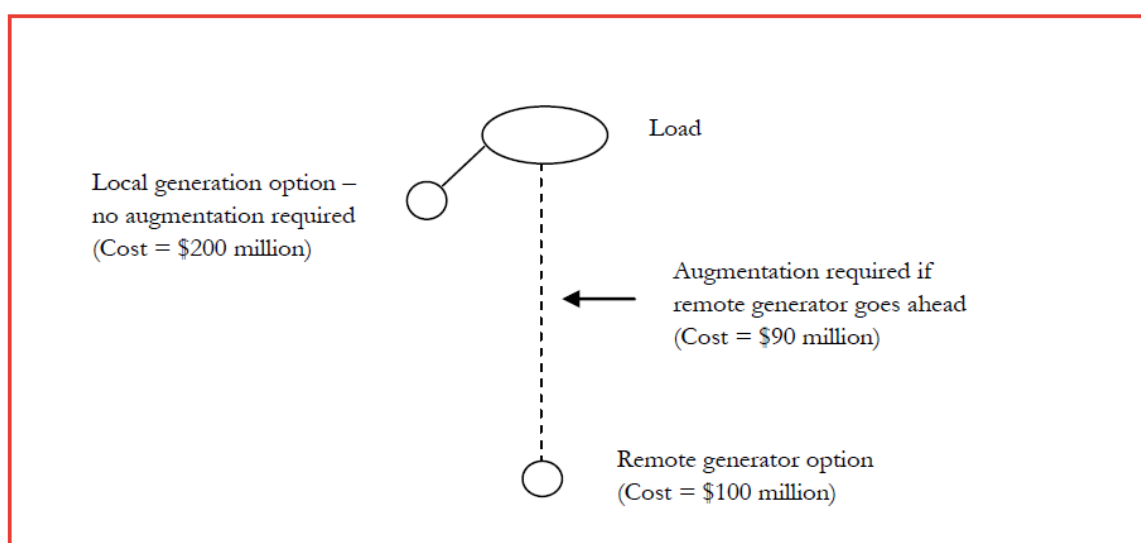 Load
Local generation option –
no augmentation required
(Cost = $200 million)
Augmentation required if
remote generator goes ahead
(Cost = $90 million)
Remote generator option
(Cost = $100 million)